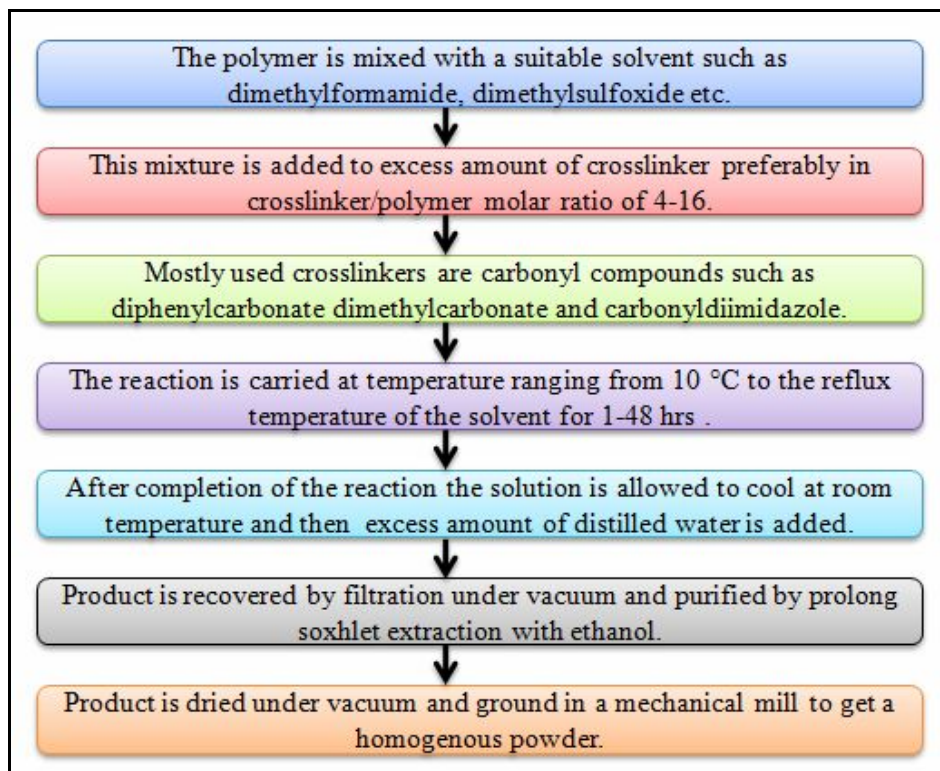 The polymer is mixed with a suitable solvent such as
dimethylformamide, dimethylsulfoxide etc.
This mixture is added to excess amount of crosslinker preferably in
crosslinker/polymer molar ratio of 4-16.
Mostly used crosslinkers are carbonyl compounds such as
diphenylcarbonate dimethylcarbonate and carbonyldiimidazole.
The reaction is carried at temperature ranging from 10 °C to the reflux
temperature of the solvent for 1-48 hrs .
After completion of the reaction the solution is allowed to cool at room
temperature and then excess amount of distilled water is added.
Product is recovered by filtration under vacuum and purified by prolong
soxhlet extraction with ethanol.
Product is dried under vacuum and ground in a mechanical mill to get a
homogenous powder.